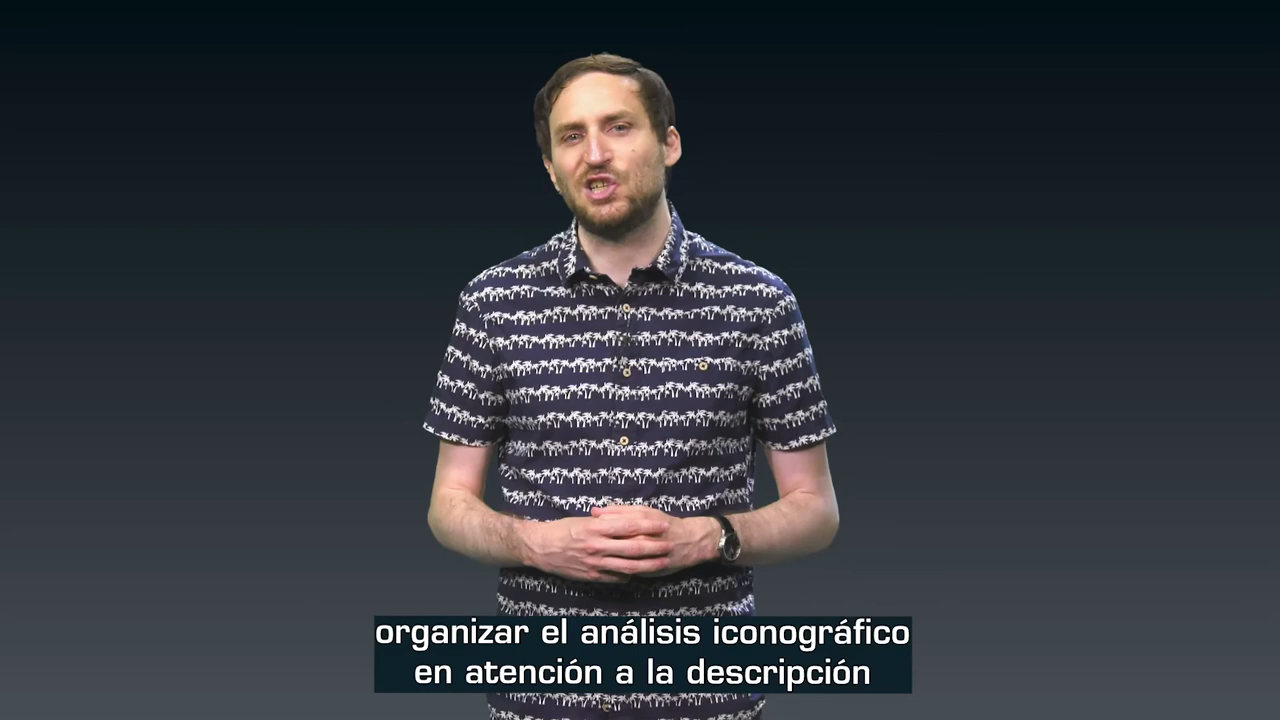 organizar el análisis iconográfico
en atención a la descripción